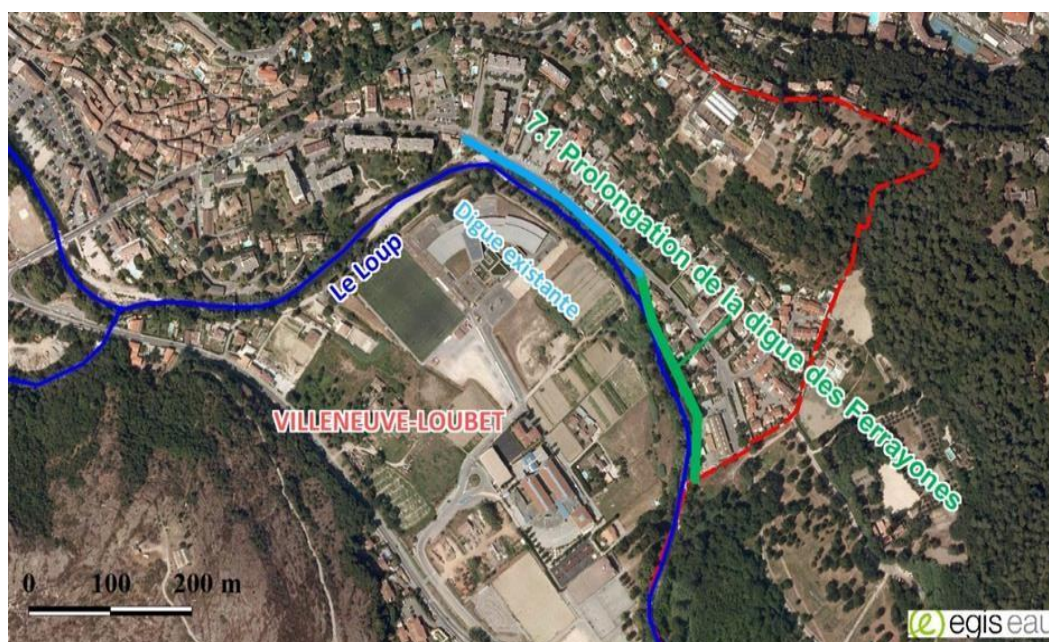 7.1 Prolongation de la digue des Ferrayones
Digue existante
Le Loup
VILLENEUVE-LOUBET
0 100 200 m
egis eau